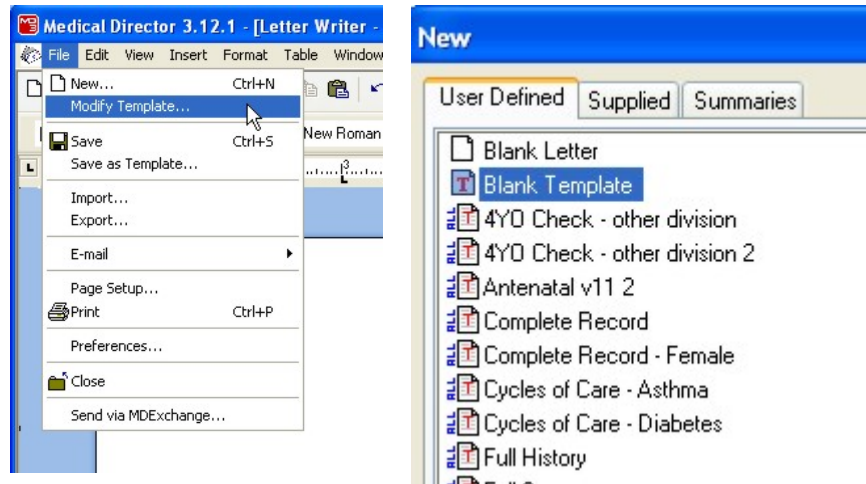 Medical Director 3.12.1 - [Letter Writer -
File Edit View Insert Format Table Window
New... Ctrl+N
Modify Template...
New Roman
Save Ctrl+S
Save as Template...
Import...
Export...
E-mail
Page Setup...
Print Ctrl+P
Preferences...
Close
Send via MDExchange...
New
User Defined Supplied Summaries
Blank Letter
Blank Template
4YO Check - other division
4YO Check - other division 2
Antenatal v11 2
Complete Record
Complete Record - Female
Cycles of Care - Asthma
Cycles of Care - Diabetes
Full History